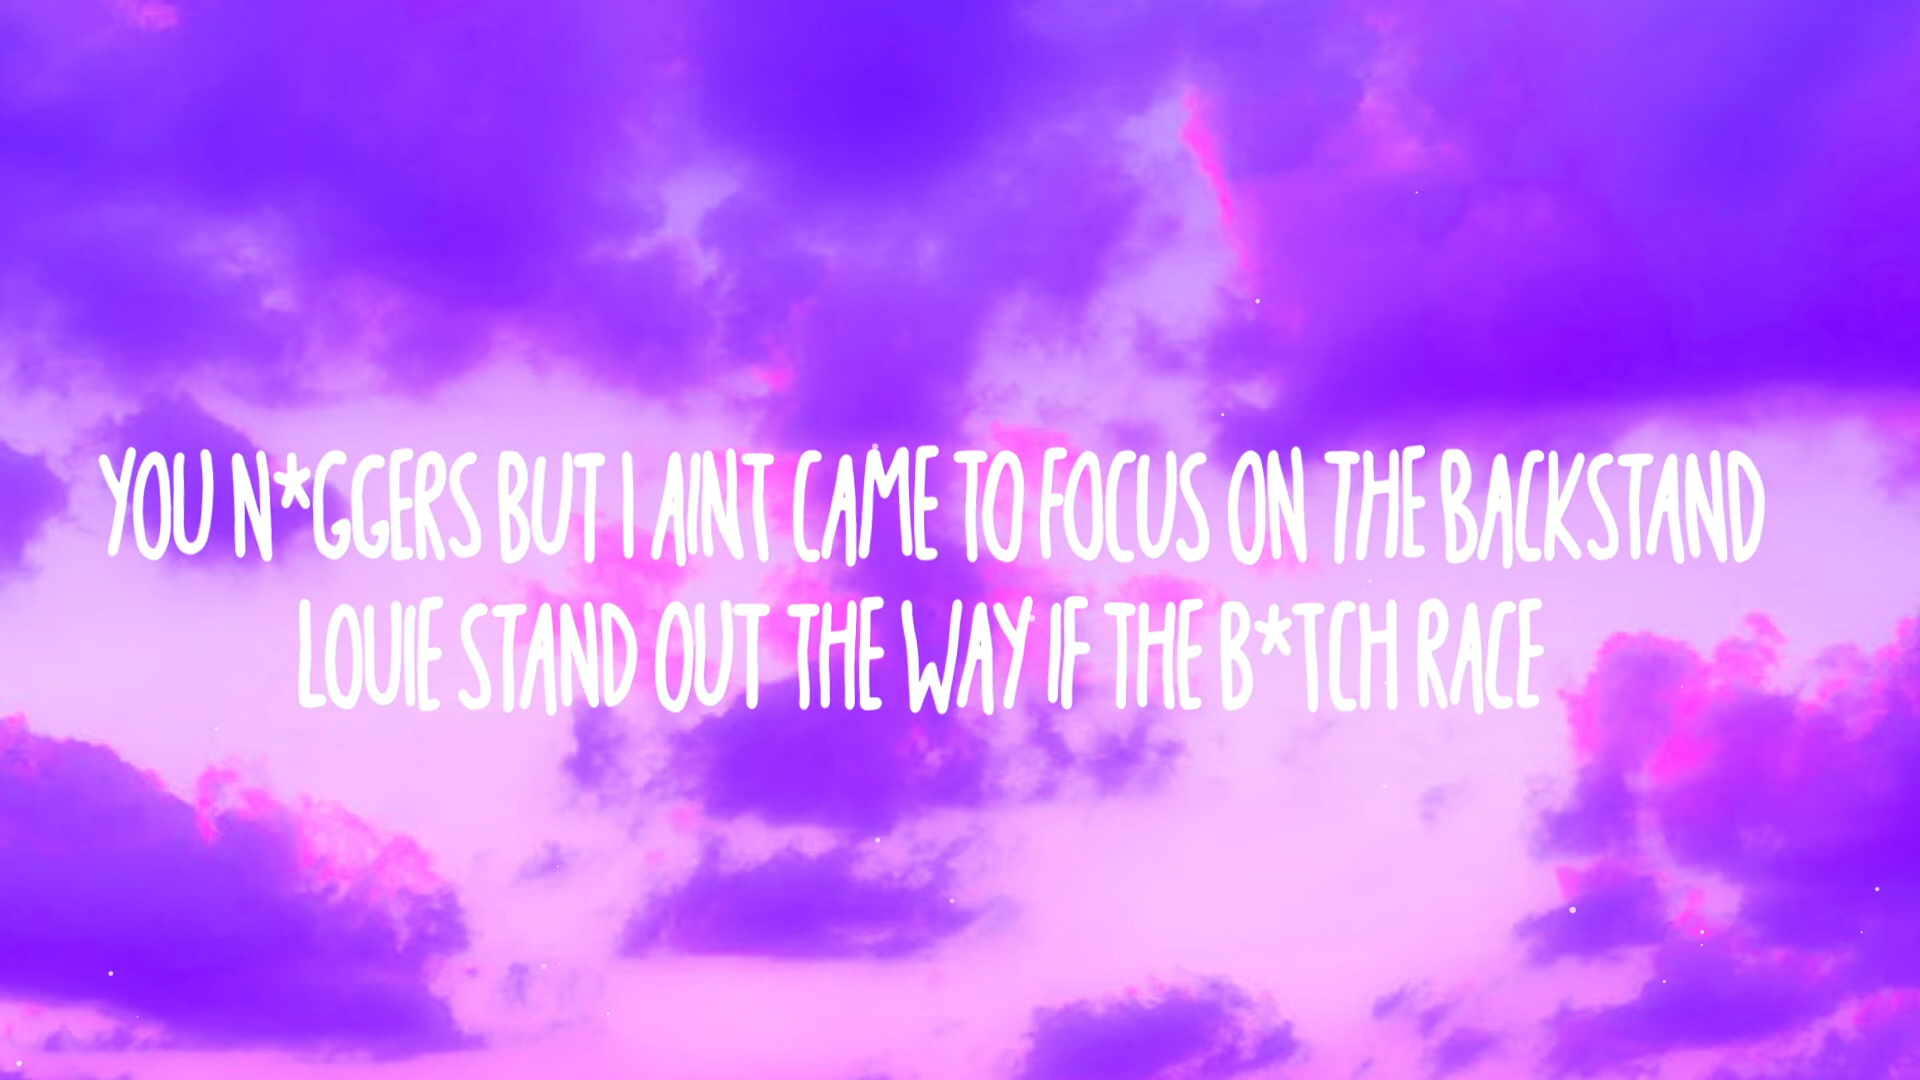 YOU N*GGERS BUT I AINT CAME TO FOCUS ON THE BACKSTAND
LOUIE STAND OUT THE WAY IF THE B*TCH RACE